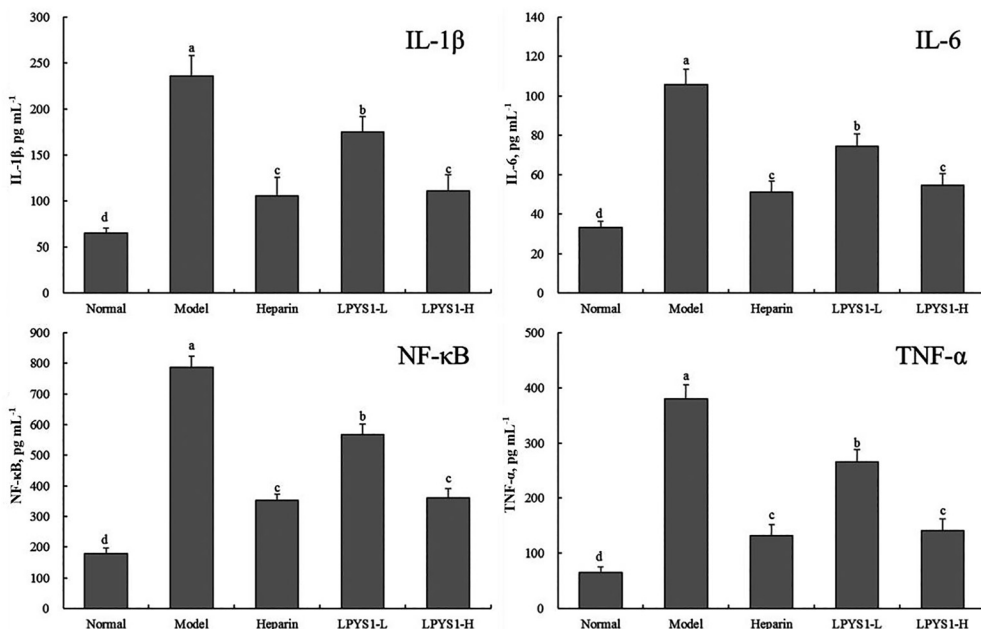 IL-1β
IL-1β, pg mL⁻¹
300
250
200
150
100
50
0
d
a
c
b
c
Normal Model Heparin LPYS1-L LPYS1-H
IL-6
IL-6, pg mL⁻¹
140
120
100
80
60
40
20
0
d
a
c
b
c
Normal Model Heparin LPYS1-L LPYS1-H
NF-κB
NF-κB, pg mL⁻¹
900
800
700
600
500
400
300
200
100
0
d
a
c
b
c
Normal Model Heparin LPYS1-L LPYS1-H
TNF-α
TNF-α, pg mL⁻¹
500
400
300
200
100
0
d
a
c
b
c
Normal Model Heparin LPYS1-L LPYS1-H